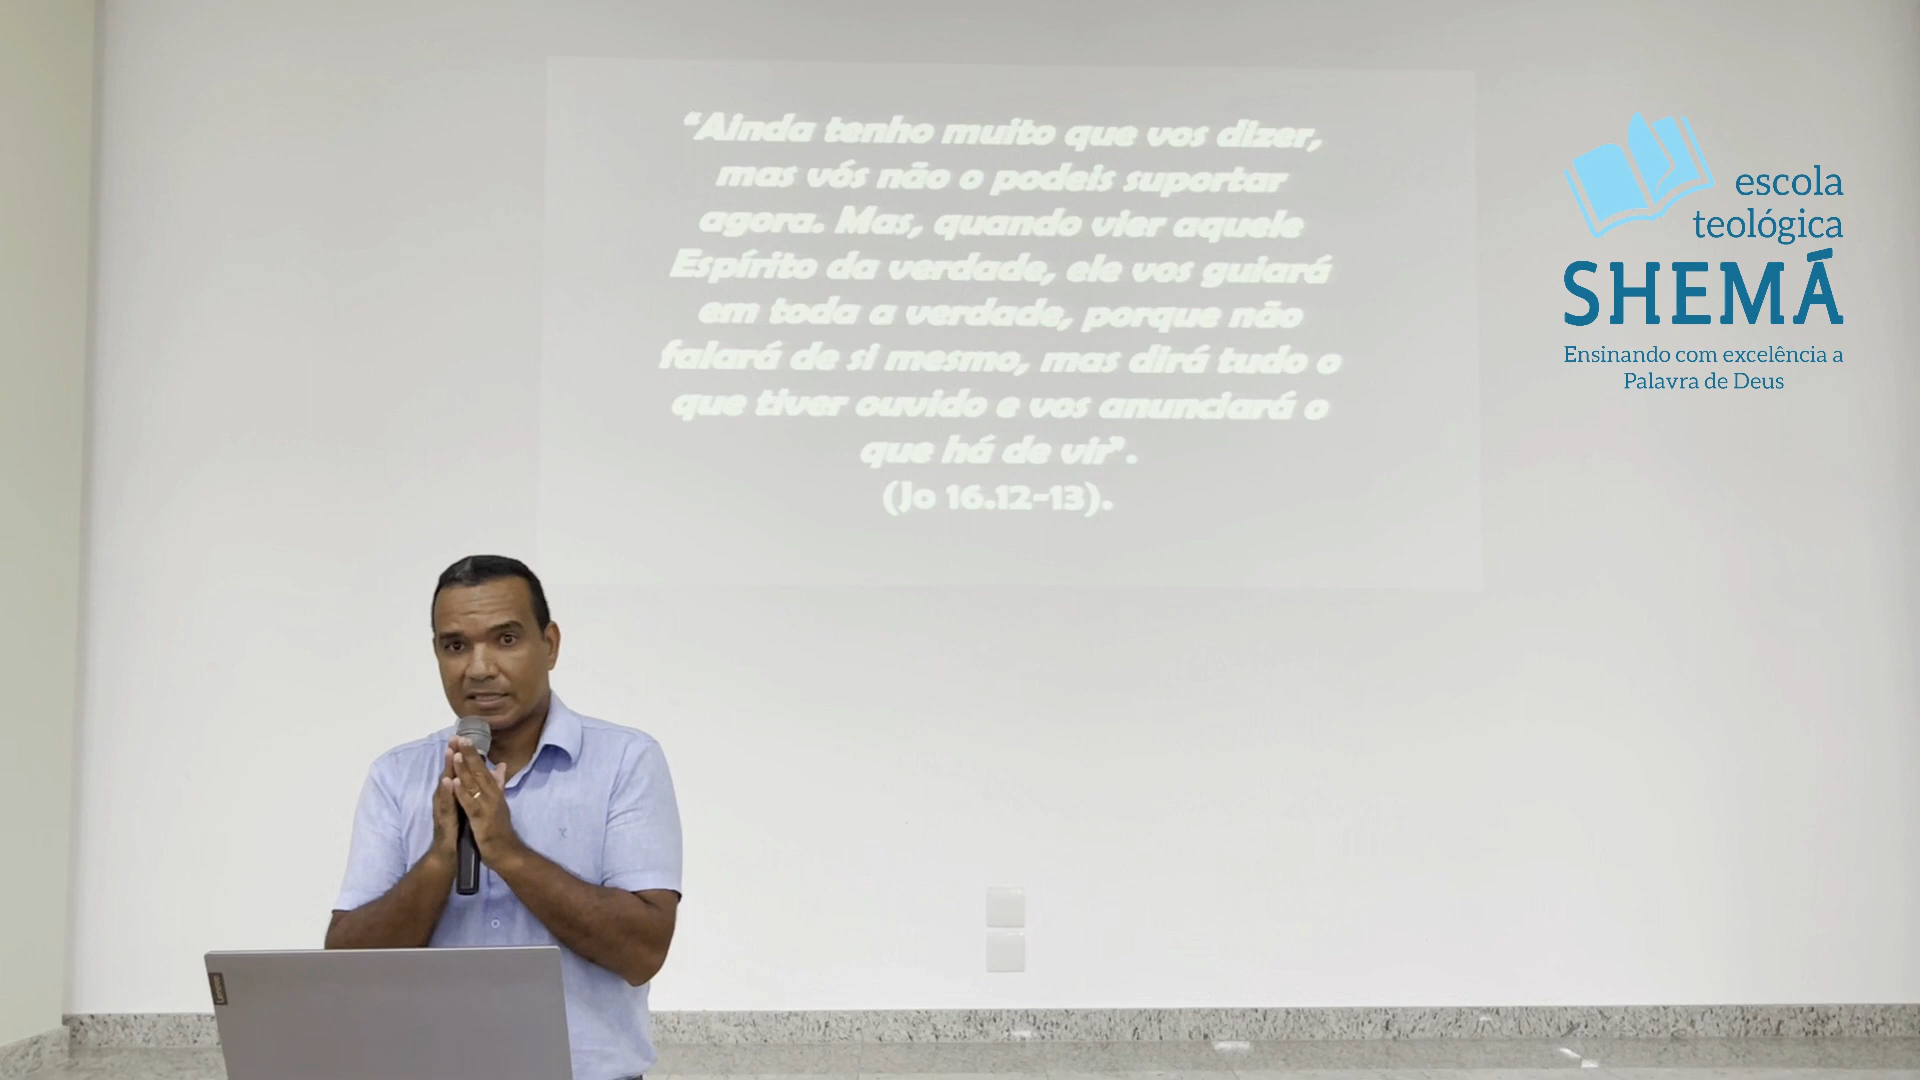 “Ainda tenho muito que vos dizer,
mas vós não o podeis suportar
agora. Mas, quando vier aquele
Espírito da verdade, ele vos guiará
em toda a verdade, porque não
falará de si mesmo, mas dirá tudo o
que tiver ouvido e vos anunciará o
que há de vir”.
(Jo 16.12-13).
escola
teológica
SHEMÁ
Ensinando com excelência a
Palavra de Deus
Lenovo